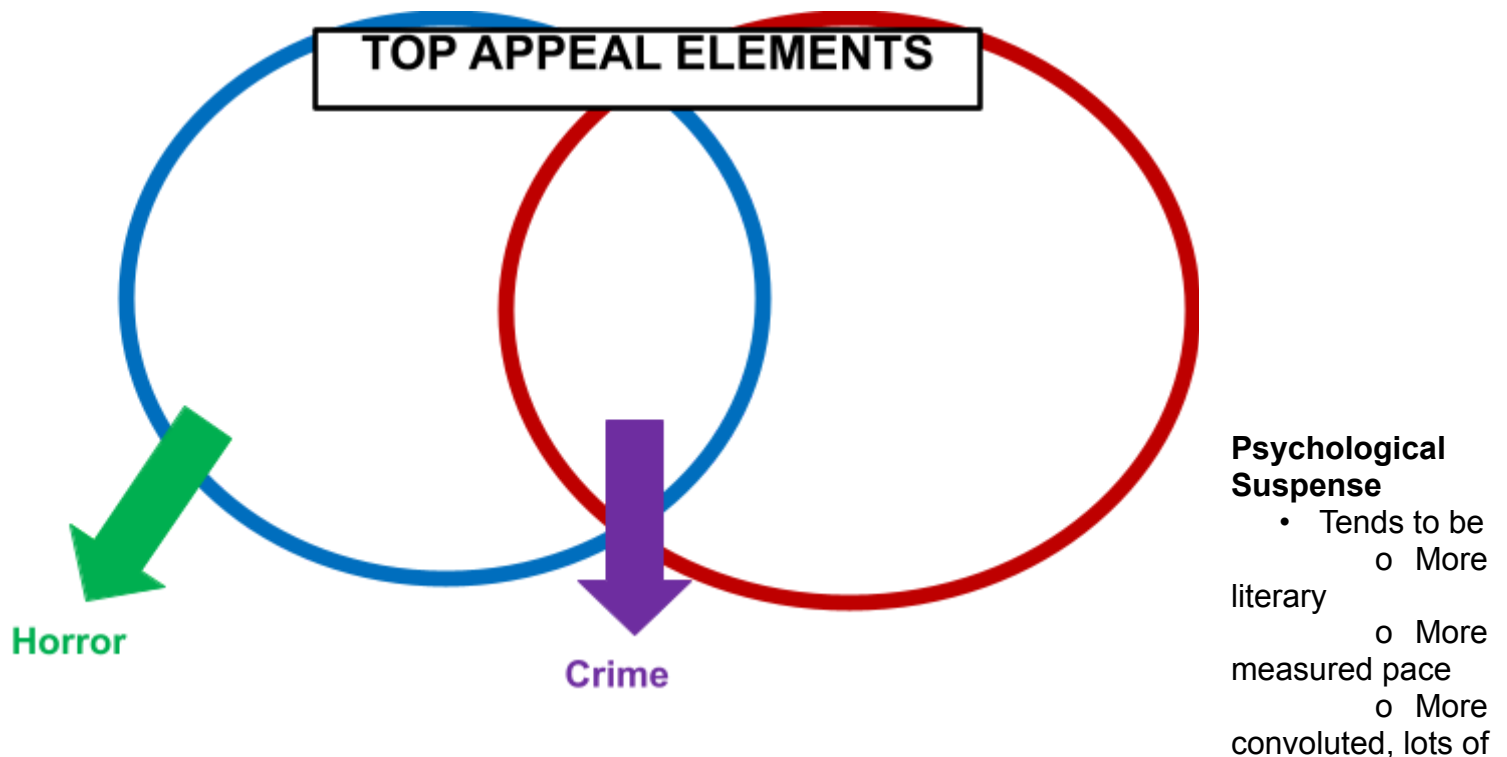 TOP APPEAL ELEMENTS
Horror
Crime
Psychological
Suspense
• Tends to be
o More
literary
o More
measured pace
o More
convoluted, lots of